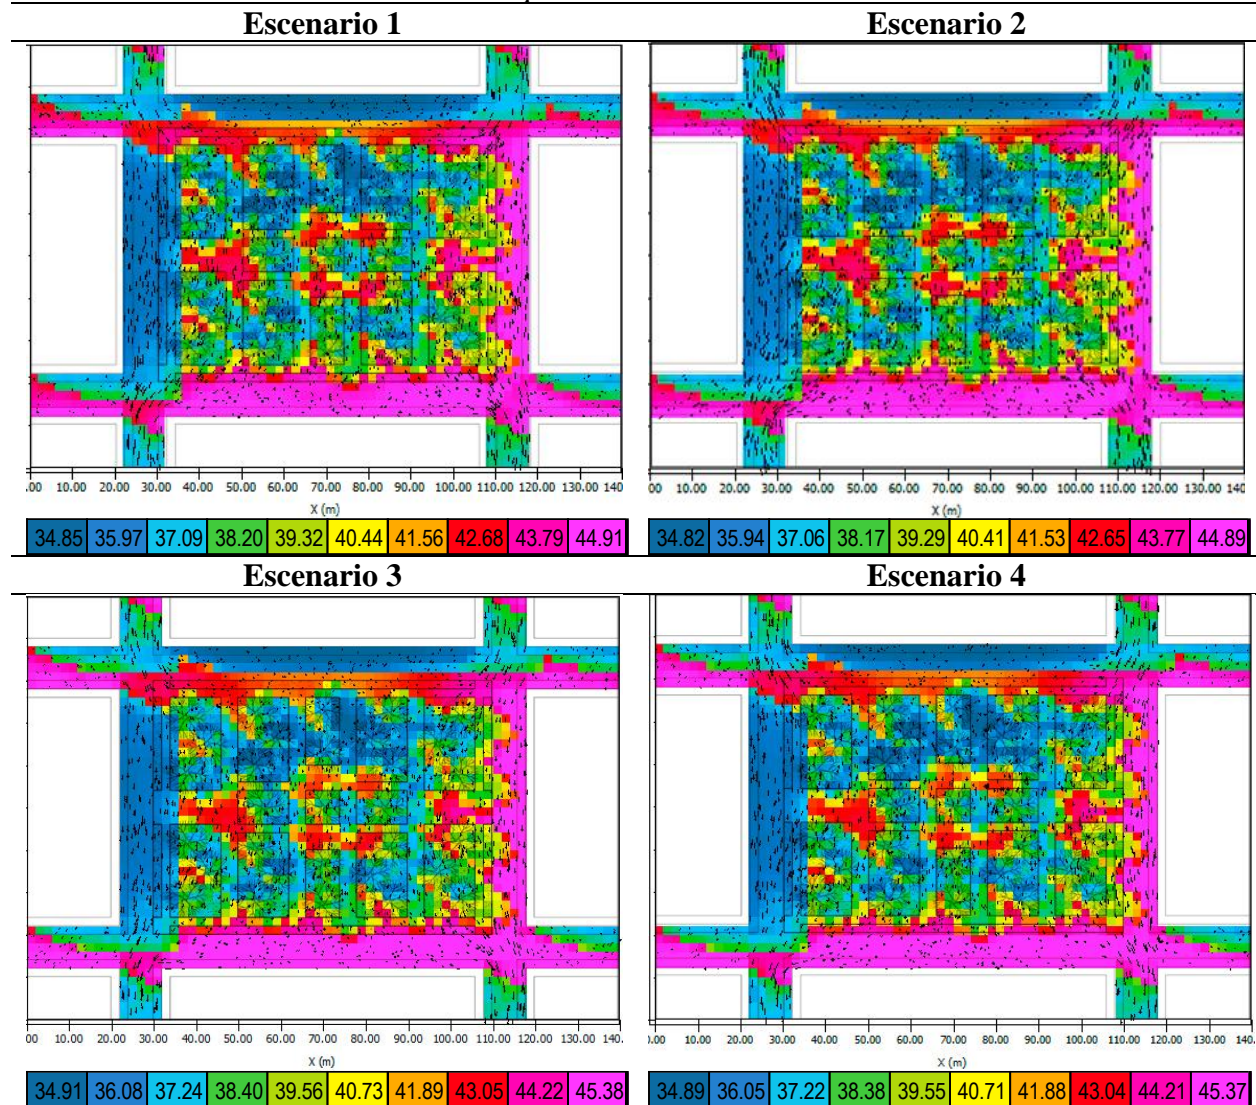 Escenario 1 Escenario 2
.00 10.00 20.00 30.00 40.00 50.00 60.00 70.00 80.00 90.00 100.00 110.00 120.00 130.00 140
00 10.00 20.00 30.00 40.00 50.00 60.00 70.00 80.00 90.00 100.00 110.00 120.00 130.00 140
X (m) X (m)
34.85 35.97 37.09 38.20 39.32 40.44 41.56 42.68 43.79 44.91
34.82 35.94 37.06 38.17 39.29 40.41 41.53 42.65 43.77 44.89
Escenario 3 Escenario 4
00 10.00 20.00 30.00 40.00 50.00 60.00 70.00 80.00 90.00 100.00 110.00 120.00 130.00 140.
).00 10.00 20.00 30.00 40.00 50.00 60.00 70.00 80.00 90.00 100.00 110.00 120.00 130.00 140.
X (m) X (m)
34.91 36.08 37.24 38.40 39.56 40.73 41.89 43.05 44.22 45.38
34.89 36.05 37.22 38.38 39.55 40.71 41.88 43.04 44.21 45.37